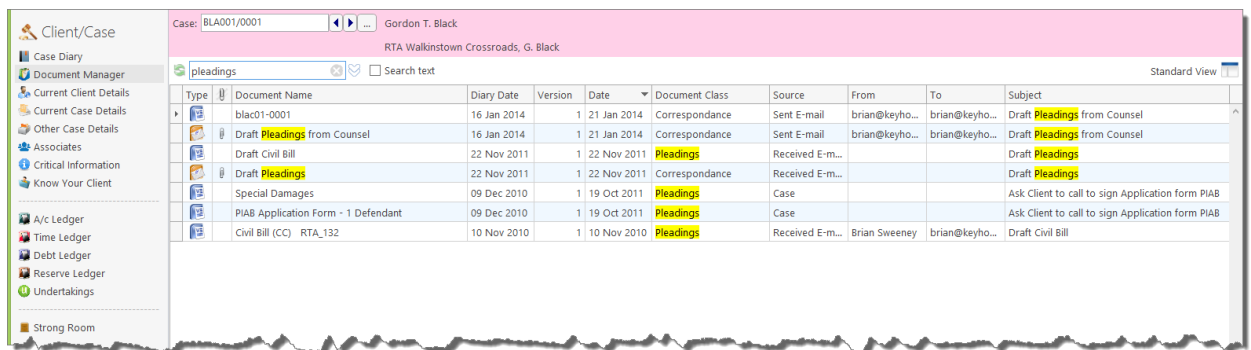 Client/Case
Case Diary
Document Manager
Current Client Details
Current Case Details
Other Case Details
Associates
Critical Information
Know Your Client
A/c Ledger
Time Ledger
Debt Ledger
Reserve Ledger
Undertakings
Strong Room
Case: BLA001/0001 ... Gordon T. Black
RTA Walkinstown Crossroads, G. Black
pleadings Search text Standard View
Type Document Name Diary Date Version Date Document Class Source From To Subject
blac01-0001 16 Jan 2014 1 21 Jan 2014 Correspondance Sent E-mail brian@keyho... brian@keyho... Draft Pleadings from Counsel
Draft Pleadings from Counsel 16 Jan 2014 1 21 Jan 2014 Correspondance Sent E-mail brian@keyho... brian@keyho... Draft Pleadings from Counsel
Draft Civil Bill 22 Nov 2011 1 22 Nov 2011 Pleadings Received E-m... Draft Pleadings
Draft Pleadings 22 Nov 2011 1 22 Nov 2011 Correspondance Received E-m... Draft Pleadings
Special Damages 09 Dec 2010 1 19 Oct 2011 Pleadings Case Ask Client to call to sign Application form PIAB
PIAB Application Form - 1 Defendant 09 Dec 2010 1 19 Oct 2011 Pleadings Case Ask Client to call to sign Application form PIAB
Civil Bill (CC) RTA_132 10 Nov 2010 1 10 Nov 2010 Pleadings Received E-m... Brian Sweeney brian@keyho... Draft Civil Bill